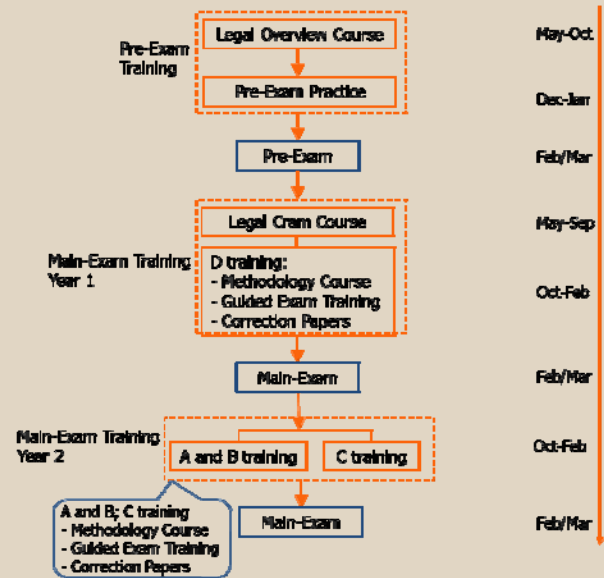 Pre-Exam
Training
Legal Overview Course
May-Oct
Pre-Exam Practice
Dec-Jan
Pre-Exam
Feb/Mar
Main-Exam Training
Year 1
Legal Cram Course
May-Sep
D training:
- Methodology Course
- Guided Exam Training
- Correction Papers
Oct-Feb
Main-Exam
Feb/Mar
Main-Exam Training
Year 2
A and B training
C training
Oct-Feb
A and B; C training
- Methodology Course
- Guided Exam Training
- Correction Papers
Main-Exam
Feb/Mar